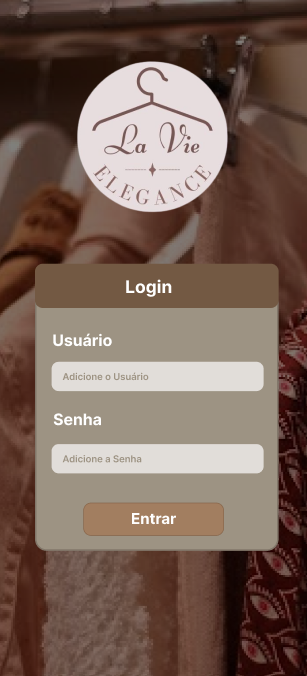 La Vie
ELEGANCE
Login
Usuário
Adicione o Usuário
Senha
Adicione a Senha
Entrar